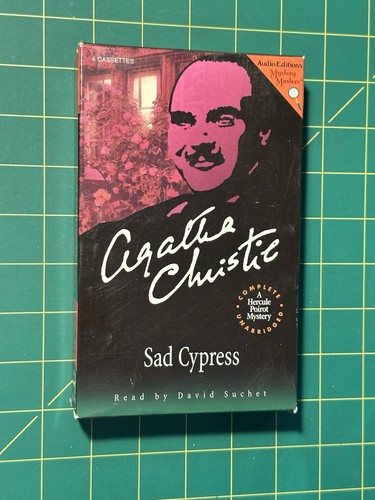 4 CASSETTES
Audio Editions
Mystery
Masters
Agatha
Christie
COMPLETE
A
Hercule
Poirot
Mystery
UNABRIDGED
Sad Cypress
Read by David Suchet